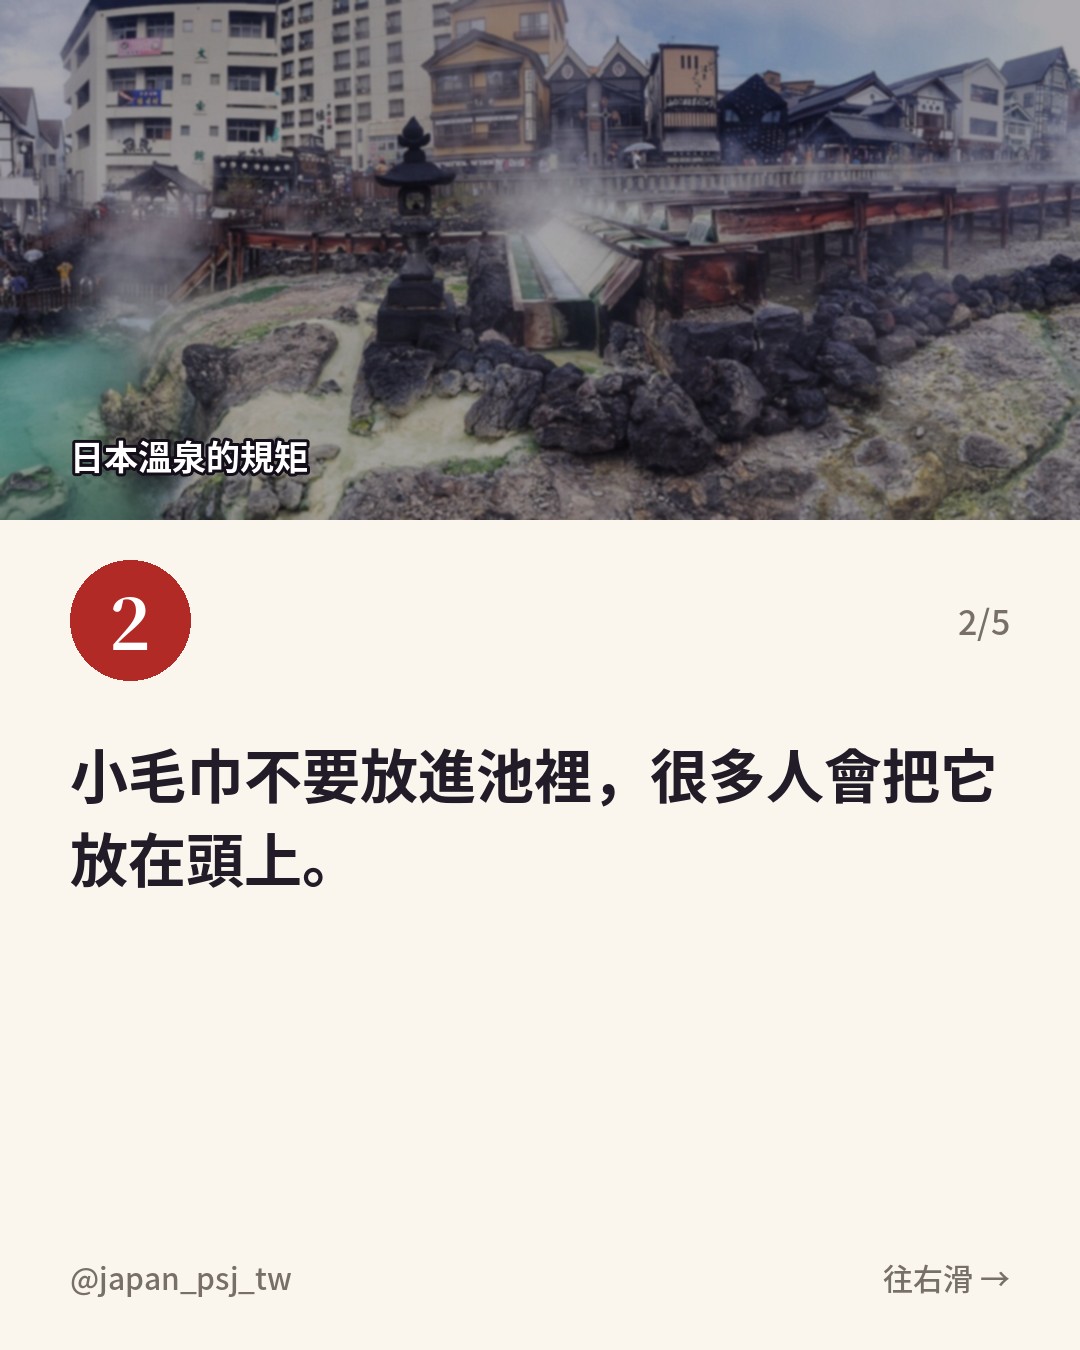 日本溫泉的規矩
2
2/5
小毛巾不要放進池裡，很多人會把它
放在頭上。
@japan_psj_tw
往右滑 →